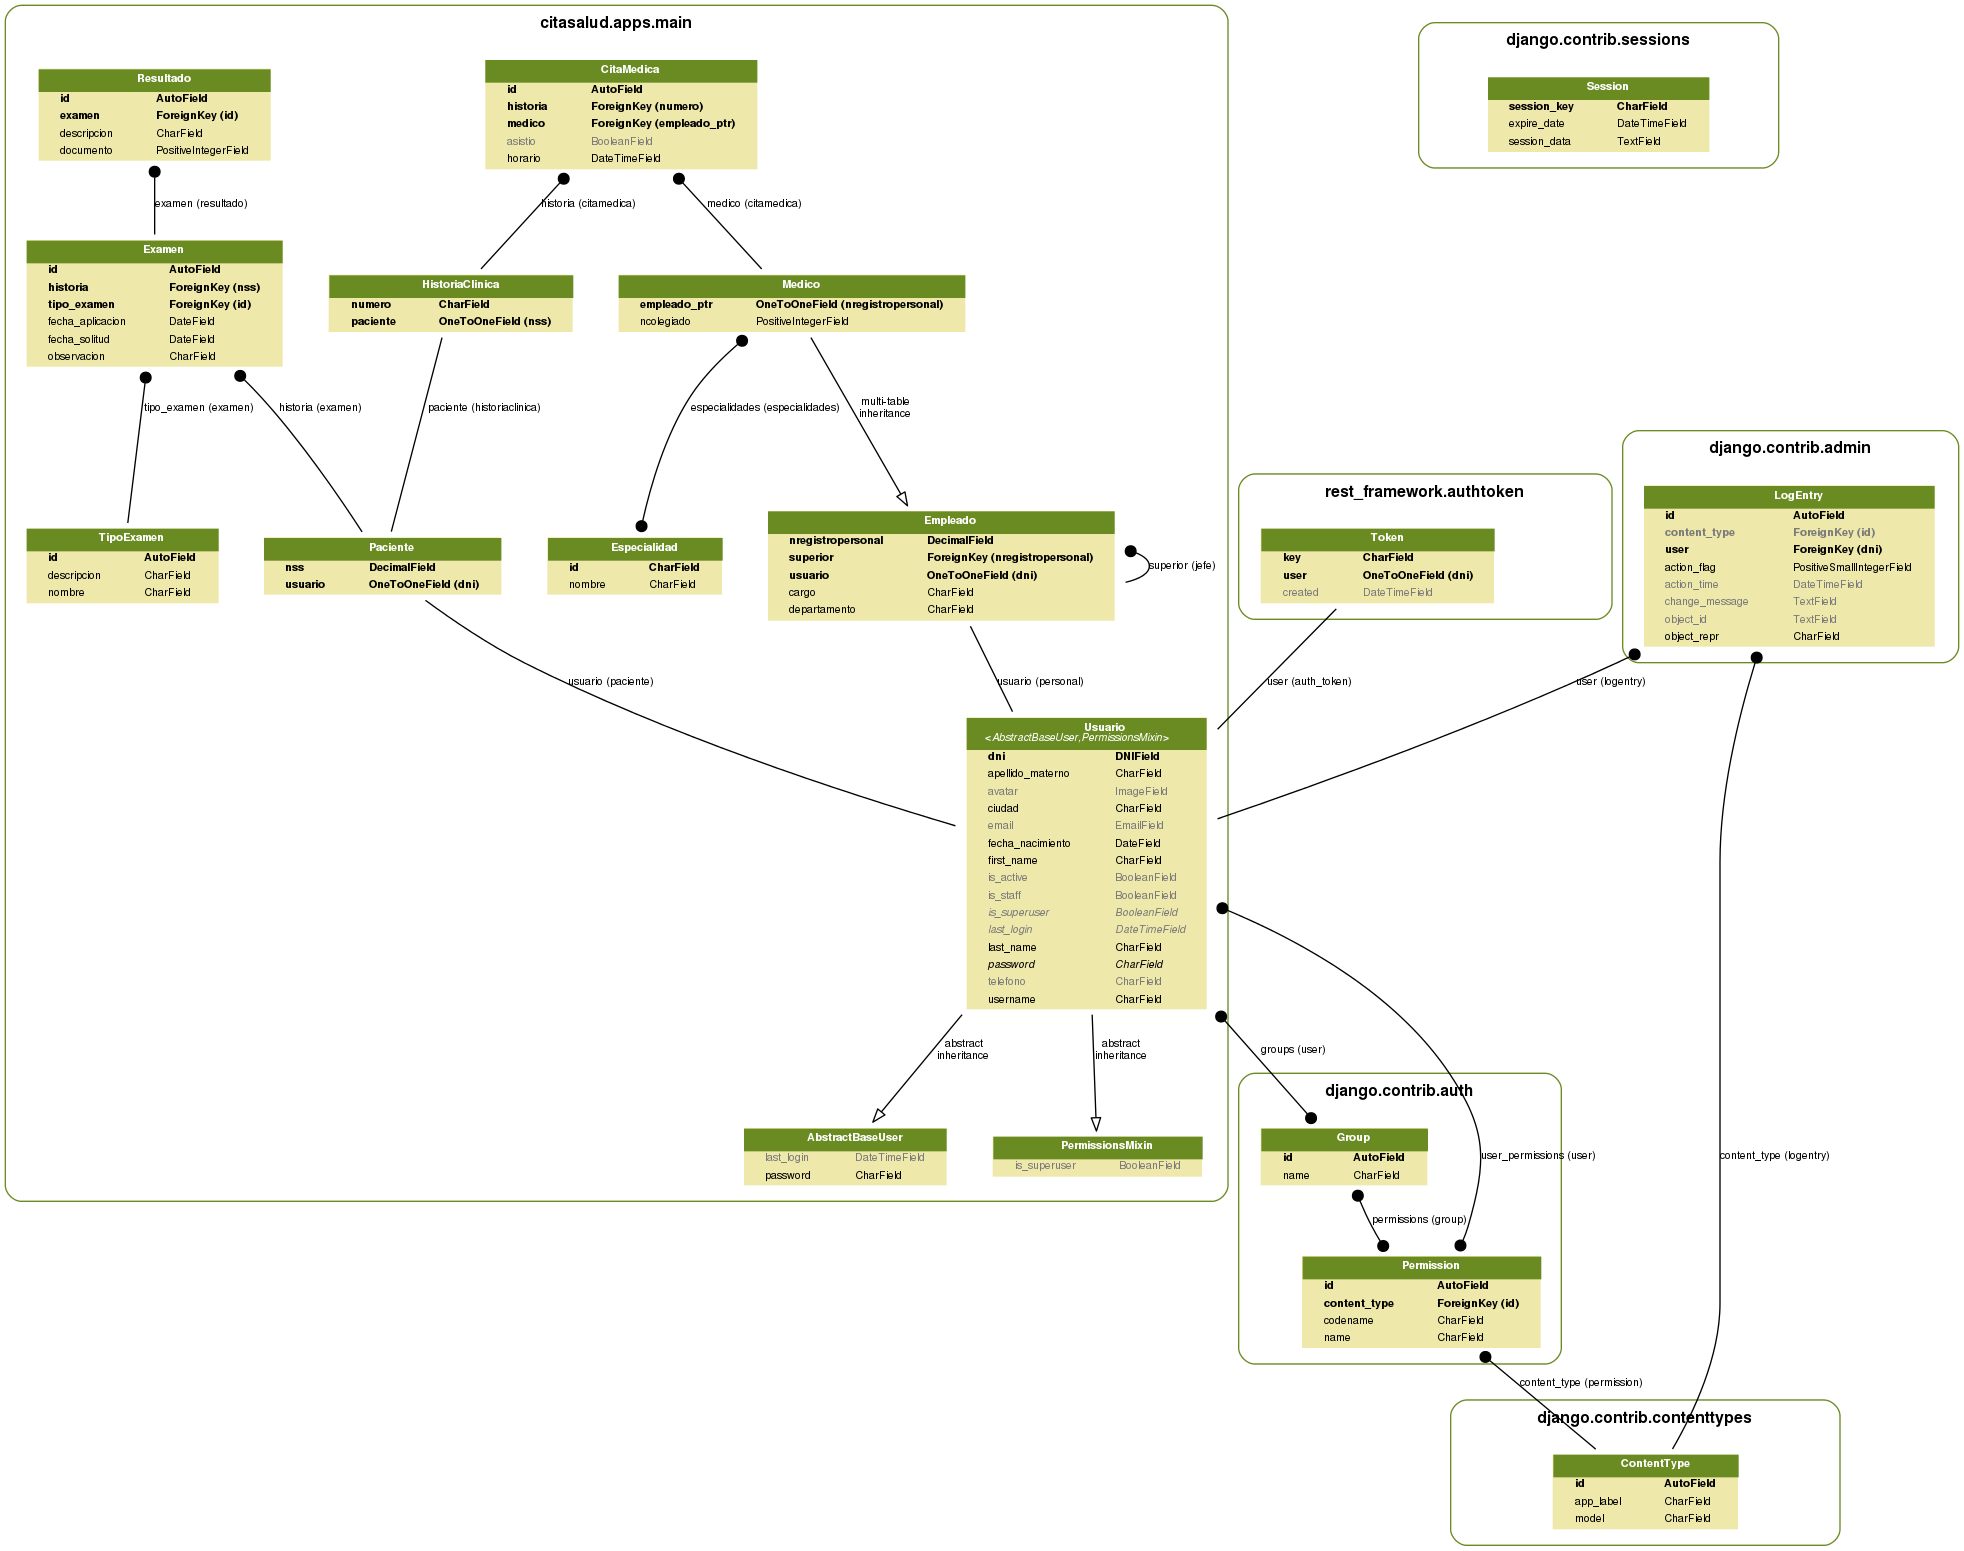 citasalud.apps.main
Resultado
id AutoField
examen ForeignKey (id)
descripcion CharField
documento PositiveIntegerField
CitaMedica
id AutoField
historia ForeignKey (numero)
medico ForeignKey (empleado_ptr)
asistio BooleanField
horario DateTimeField
examen (resultado)
historia (citamedica)
medico (citamedica)
Examen
id AutoField
historia ForeignKey (nss)
tipo_examen ForeignKey (id)
fecha_aplicacion DateField
fecha_solitud DateField
observacion CharField
HistoriaClinica
numero CharField
paciente OneToOneField (nss)
Medico
empleado_ptr OneToOneField (nregistropersonal)
ncolegiado PositiveIntegerField
tipo_examen (examen)
historia (examen)
paciente (historiaclinica)
especialidades (especialidades)
multi-table
inheritance
TipoExamen
id AutoField
descripcion CharField
nombre CharField
Paciente
nss DecimalField
usuario OneToOneField (dni)
Especialidad
id CharField
nombre CharField
Empleado
nregistropersonal DecimalField
superior ForeignKey (nregistropersonal)
usuario OneToOneField (dni)
cargo CharField
departamento CharField
superior (jefe)
usuario (paciente)
usuario (personal)
Usuario
<AbstractBaseUser,PermissionsMixin>
dni DNIField
apellido_materno CharField
avatar ImageField
ciudad CharField
email EmailField
fecha_nacimiento DateField
first_name CharField
is_active BooleanField
is_staff BooleanField
is_superuser BooleanField
last_login DateTimeField
last_name CharField
password CharField
telefono CharField
username CharField
abstract
inheritance
abstract
inheritance
AbstractBaseUser
last_login DateTimeField
password CharField
PermissionsMixin
is_superuser BooleanField
django.contrib.sessions
Session
session_key CharField
expire_date DateTimeField
session_data TextField
rest_framework.authtoken
Token
key CharField
user OneToOneField (dni)
created DateTimeField
user (auth_token)
django.contrib.admin
LogEntry
id AutoField
content_type ForeignKey (id)
user ForeignKey (dni)
action_flag PositiveSmallIntegerField
action_time DateTimeField
change_message TextField
object_id TextField
object_repr CharField
user (logentry)
groups (user)
django.contrib.auth
Group
id AutoField
name CharField
user_permissions (user)
content_type (logentry)
permissions (group)
Permission
id AutoField
content_type ForeignKey (id)
codename CharField
name CharField
content_type (permission)
django.contrib.contenttypes
ContentType
id AutoField
app_label CharField
model CharField